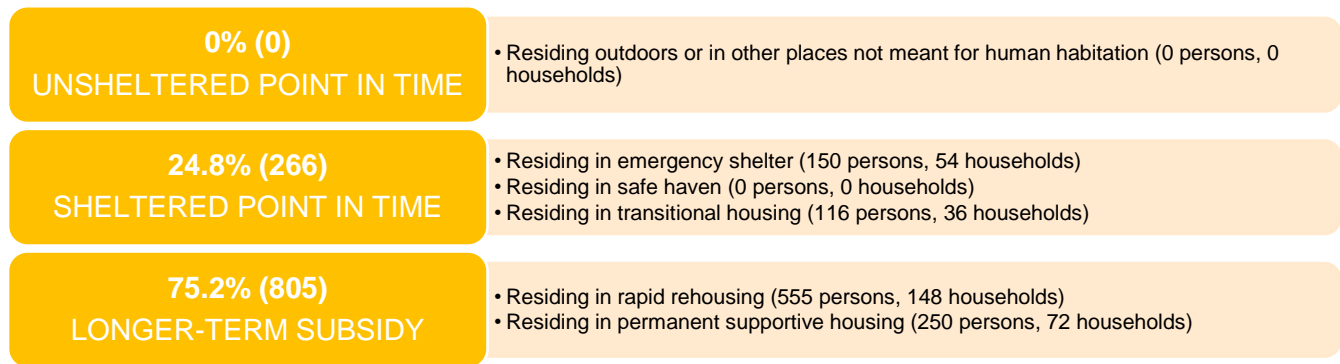 0% (0)
UNSHELTERED POINT IN TIME
• Residing outdoors or in other places not meant for human habitation (0 persons, 0
households)
24.8% (266)
SHELTERED POINT IN TIME
• Residing in emergency shelter (150 persons, 54 households)
• Residing in safe haven (0 persons, 0 households)
• Residing in transitional housing (116 persons, 36 households)
75.2% (805)
LONGER-TERM SUBSIDY
• Residing in rapid rehousing (555 persons, 148 households)
• Residing in permanent supportive housing (250 persons, 72 households)